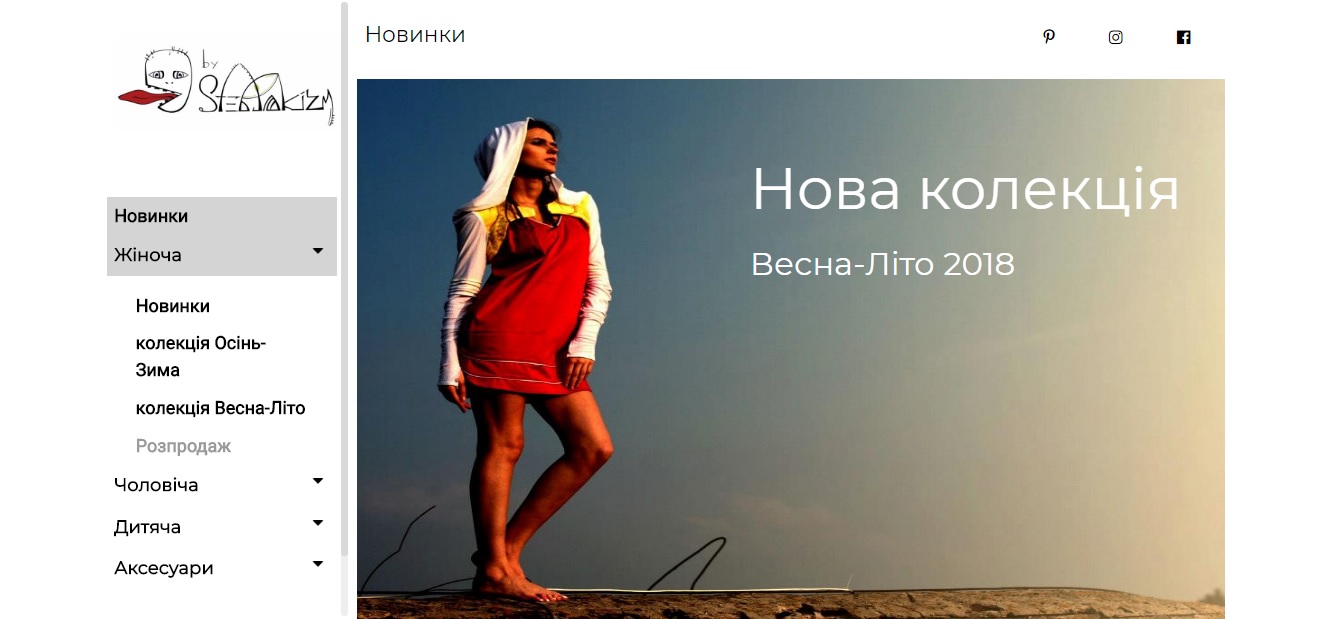 by
Новинки
Новинки
Жіноча
Новинки
колекція Осінь-
Зима
колекція Весна-Літо
Розпродаж
Чоловіча
Дитяча
Аксесуари
Нова колекція
Весна-Літо 2018